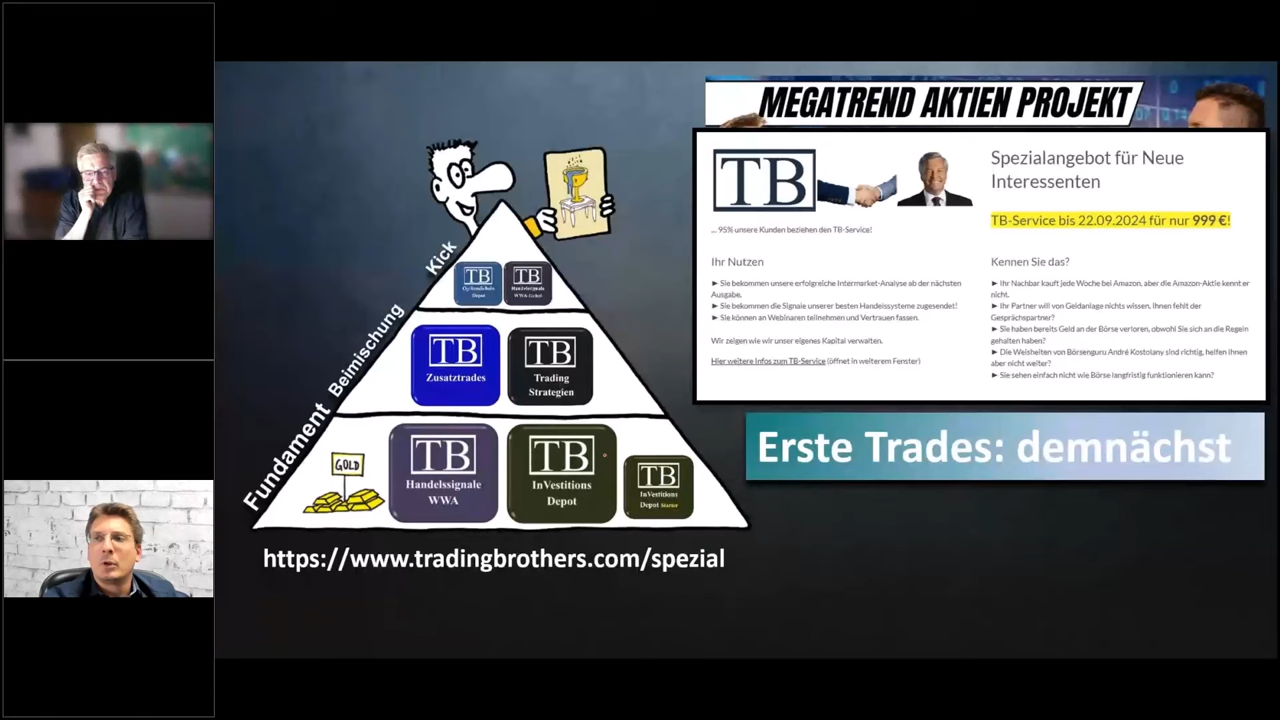 MEGATREND AKTIEN PROJEKT
TB
Spezialangebot für Neue
Interessenten
TB-Service bis 22.09.2024 für nur 999 €!
... 95% unsere Kunden beziehen den TB-Service!
Ihr Nutzen
► Sie bekommen unsere erfolgreiche Intermarket-Analyse ab der nächsten
Ausgabe.
► Sie bekommen die Signale unserer besten Handelssysteme zugesendet!
► Sie können an Webinaren teilnehmen und Vertrauen fassen.
Wir zeigen wie wir unser eigenes Kapital verwalten.
Hier weitere Infos zum TB-Service (öffnet in weiterem Fenster)
Kennen Sie das?
► Ihr Nachbar kauft jede Woche bei Amazon, aber die Amazon-Aktie kennt er
nicht.
► Ihr Partner will von Geldanlage nichts wissen. Ihnen fehlt der
Gesprächspartner?
► Sie haben bereits Geld an der Börse verloren, obwohl Sie sich an die Regeln
gehalten haben?
► Die Weisheiten von Börsenguru André Kostolany sind richtig, helfen Ihnen
aber nicht weiter?
► Sie sehen einfach nicht wie Börse langfristig funktionieren kann?
Erste Trades: demnächst
Kick
TB
Depot
TB
Handelssignale
Beimischung
TB
Zusatztrades
TB
Trading
Strategien
Fundament
GOLD
TB
Handelssignale
WWA
TB
InVestitions
Depot
TB
InVestitions
Depot Starter
https://www.tradingbrothers.com/spezial